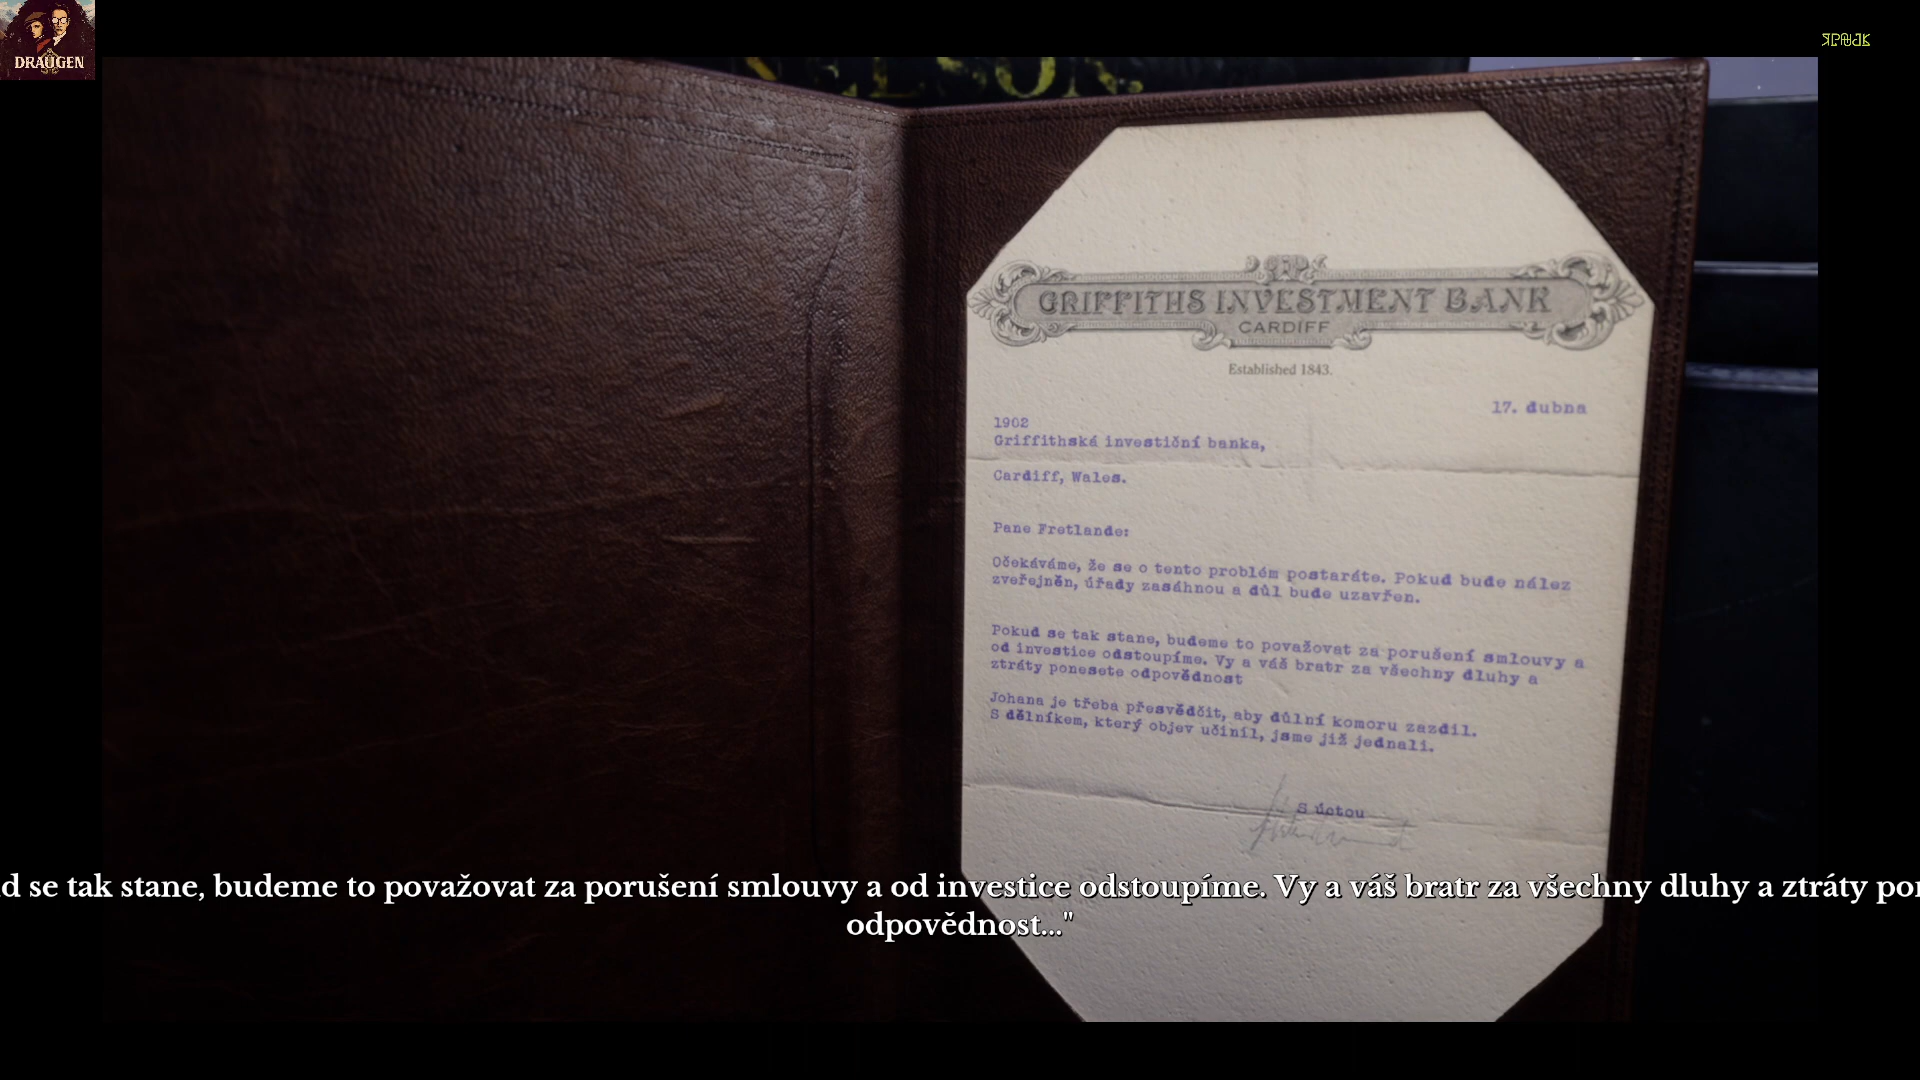 DRAUGEN
GRIFFITHS INVESTMENT BANK
CARDIFF
Established 1843.
17. dubna
1902
Griffithská investiční banka,
Cardiff, Wales.
Pane Fretlande:
Očekáváme, že se o tento problém postaráte. Pokud bude nález
zveřejněn, úřady zasáhnou a důl bude uzavřen.
Pokud se tak stane, budeme to považovat za porušení smlouvy a
od investice odstoupíme. Vy a váš bratr za všechny dluhy a
ztráty ponesete odpovědnost
Johana je třeba přesvědčit, aby důlní komoru zazdil.
S dělníkem, který objev učinil, jsme již jednali.
S úctou
d se tak stane, budeme to považovat za porušení smlouvy a od investice odstoupíme. Vy a váš bratr za všechny dluhy a ztráty po
odpovědnost..."